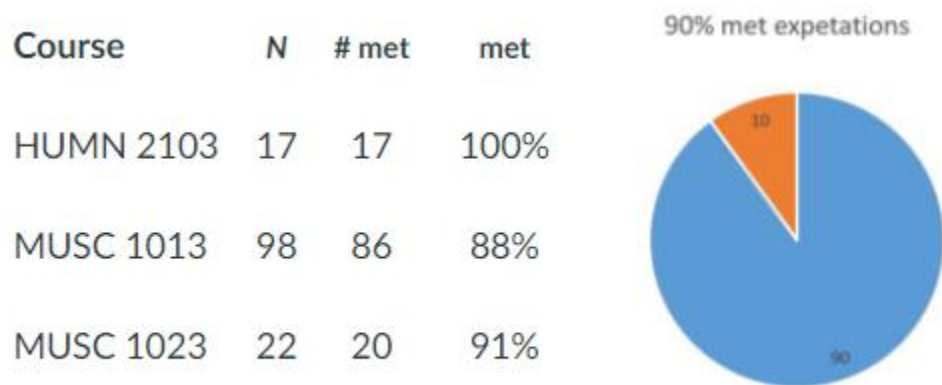 Course N # met met
HUMN 2103 17 17 100%
MUSC 1013 98 86 88%
MUSC 1023 22 20 91%
90% met expetations
10
90